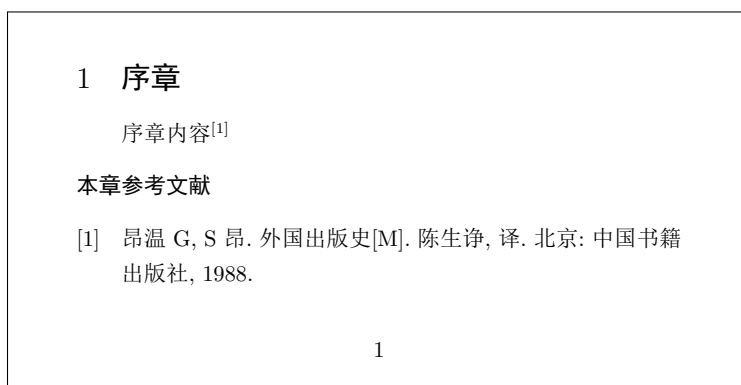 1 序章
序章内容[1]
本章参考文献
[1] 昂温 G, S 昂. 外国出版史[M]. 陈生诤, 译. 北京: 中国书籍
出版社, 1988.
1